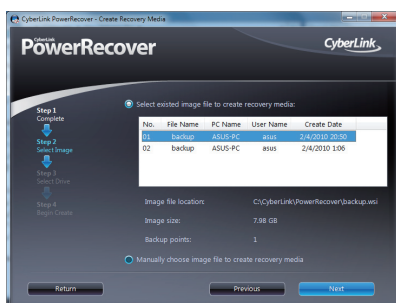 CyberLink PowerRecover - Create Recovery Media
CyberLink
PowerRecover
CyberLink
Step 1
Complete
Step 2
Select Image
Step 3
Select Drive
Step 4
Begin Create
Select existed image file to create recovery media:
No. File Name PC Name User Name Create Date
01 backup ASUS-PC asus 2/4/2010 20:50
02 backup ASUS-PC asus 2/4/2010 1:06
Image file location: C:\CyberLink\PowerRecover\backup.wsi
Image size: 7.98 GB
Backup points: 1
Manually choose image file to create recovery media
Return Previous Next